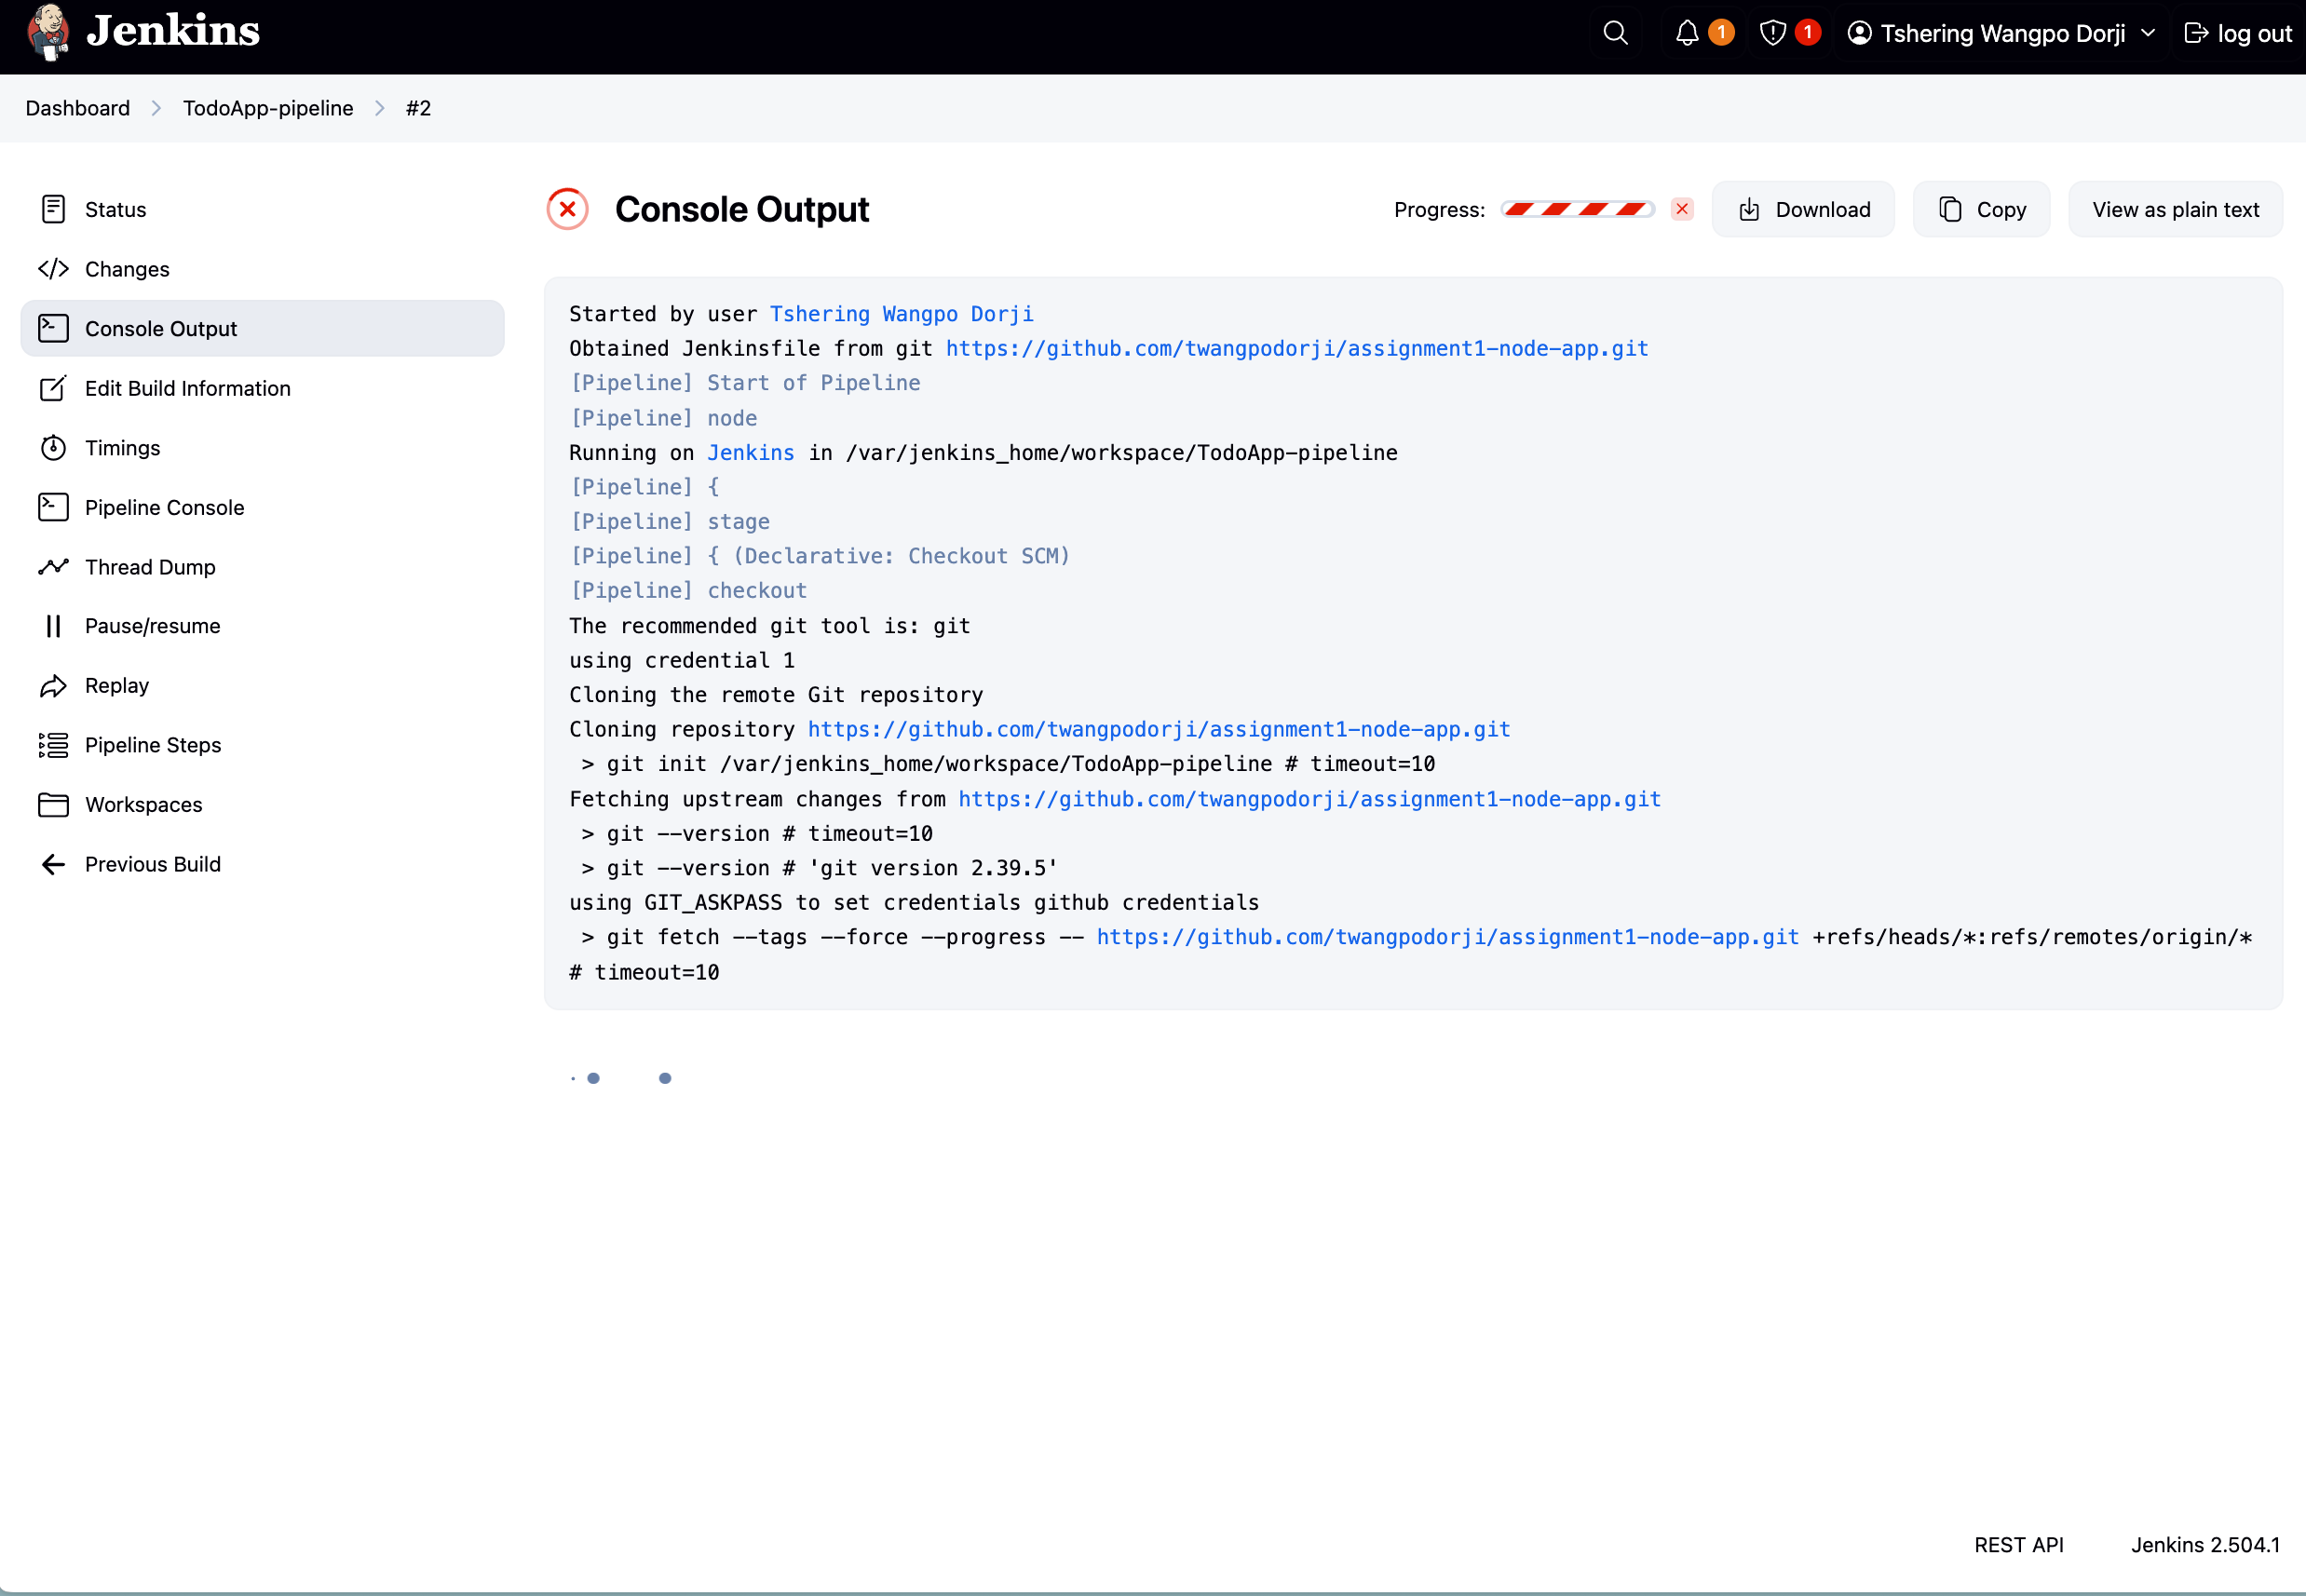 Jenkins
1
1
Tshering Wangpo Dorji
log out
Dashboard
TodoApp-pipeline
#2
Status
Changes
Console Output
Edit Build Information
Timings
Pipeline Console
Thread Dump
Pause/resume
Replay
Pipeline Steps
Workspaces
Previous Build
Console Output
Progress:
Download
Copy
View as plain text
Started by user Tshering Wangpo Dorji
Obtained Jenkinsfile from git https://github.com/twangpodorji/assignment1-node-app.git
[Pipeline] Start of Pipeline
[Pipeline] node
Running on Jenkins in /var/jenkins_home/workspace/TodoApp-pipeline
[Pipeline] {
[Pipeline] stage
[Pipeline] { (Declarative: Checkout SCM)
[Pipeline] checkout
The recommended git tool is: git
using credential 1
Cloning the remote Git repository
Cloning repository https://github.com/twangpodorji/assignment1-node-app.git
 > git init /var/jenkins_home/workspace/TodoApp-pipeline # timeout=10
Fetching upstream changes from https://github.com/twangpodorji/assignment1-node-app.git
 > git --version # timeout=10
 > git --version # 'git version 2.39.5'
using GIT_ASKPASS to set credentials github credentials
 > git fetch --tags --force --progress -- https://github.com/twangpodorji/assignment1-node-app.git +refs/heads/*:refs/remotes/origin/*
# timeout=10
REST API
Jenkins 2.504.1